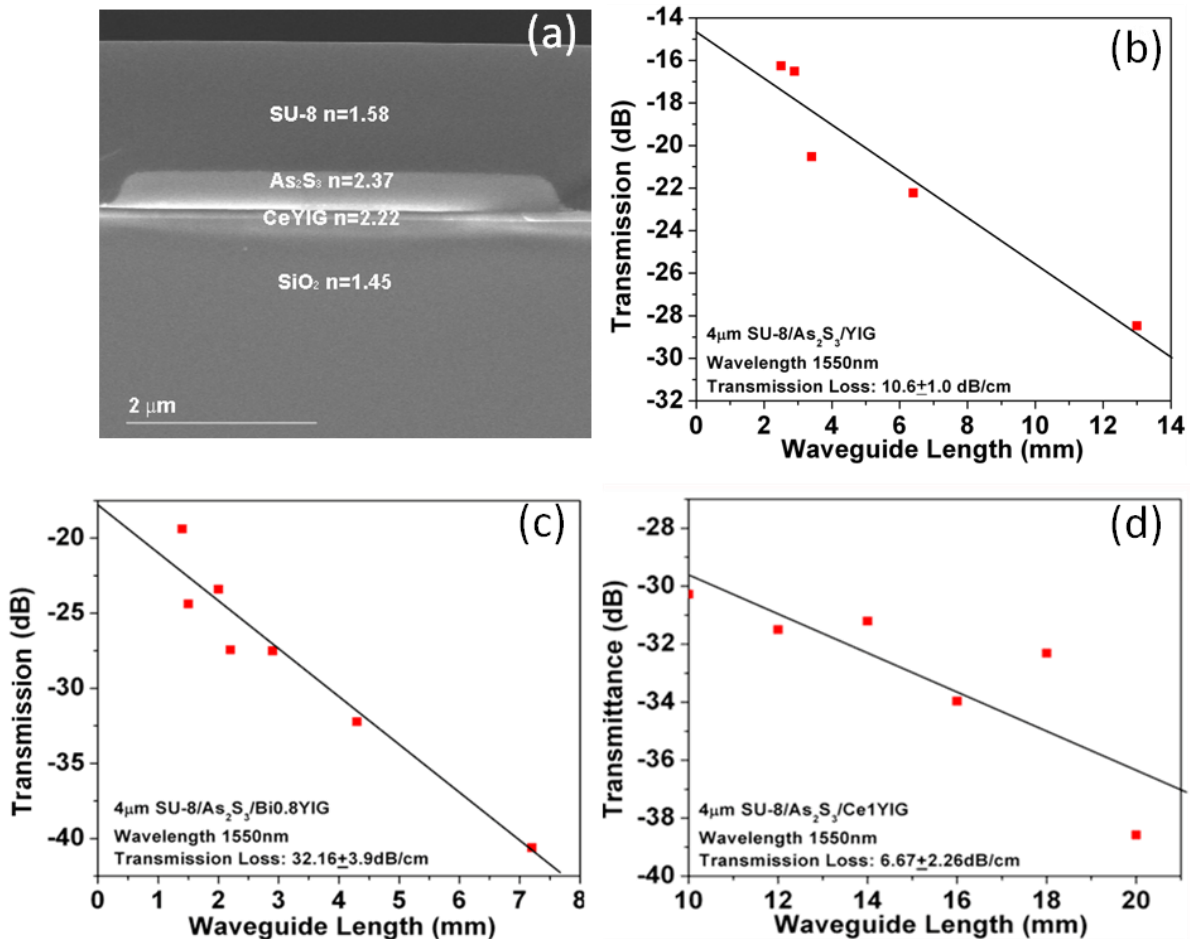 (a)
SU-8 n=1.58
As₂S₃ n=2.37
CeYIG n=2.22
SiO₂ n=1.45
2 μm
(b)
Transmission (dB)
-14
-16
-18
-20
-22
-24
-26
-28
-30
-32
4μm SU-8/As₂S₃/YIG
Wavelength 1550nm
Transmission Loss: 10.6±1.0 dB/cm
0 2 4 6 8 10 12 14
Waveguide Length (mm)
(c)
Transmission (dB)
-20
-25
-30
-35
-40
4μm SU-8/As₂S₃/Bi0.8YIG
Wavelength 1550nm
Transmission Loss: 32.16±3.9dB/cm
0 1 2 3 4 5 6 7 8
Waveguide Length (mm)
(d)
Transmittance (dB)
-28
-30
-32
-34
-36
-38
-40
4μm SU-8/As₂S₃/Ce1YIG
Wavelength 1550nm
Transmission Loss: 6.67±2.26dB/cm
10 12 14 16 18 20
Waveguide Length (mm)